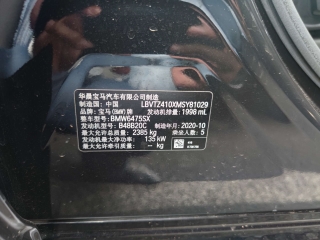 华晨宝马汽车有限公司制造
制造国: 中国 LBVTZ410XMSY81029
品牌: 宝马(BMW)牌 发动机排量: 1998 mL
整车型号: BMW6475SX
发动机型号: B48B20C 制造年月: 2020-10
最大允许总质量: 2385 kg 乘坐人数: 5
发动机最大净功率: 135 kW
最大允许牵引质量: – kg